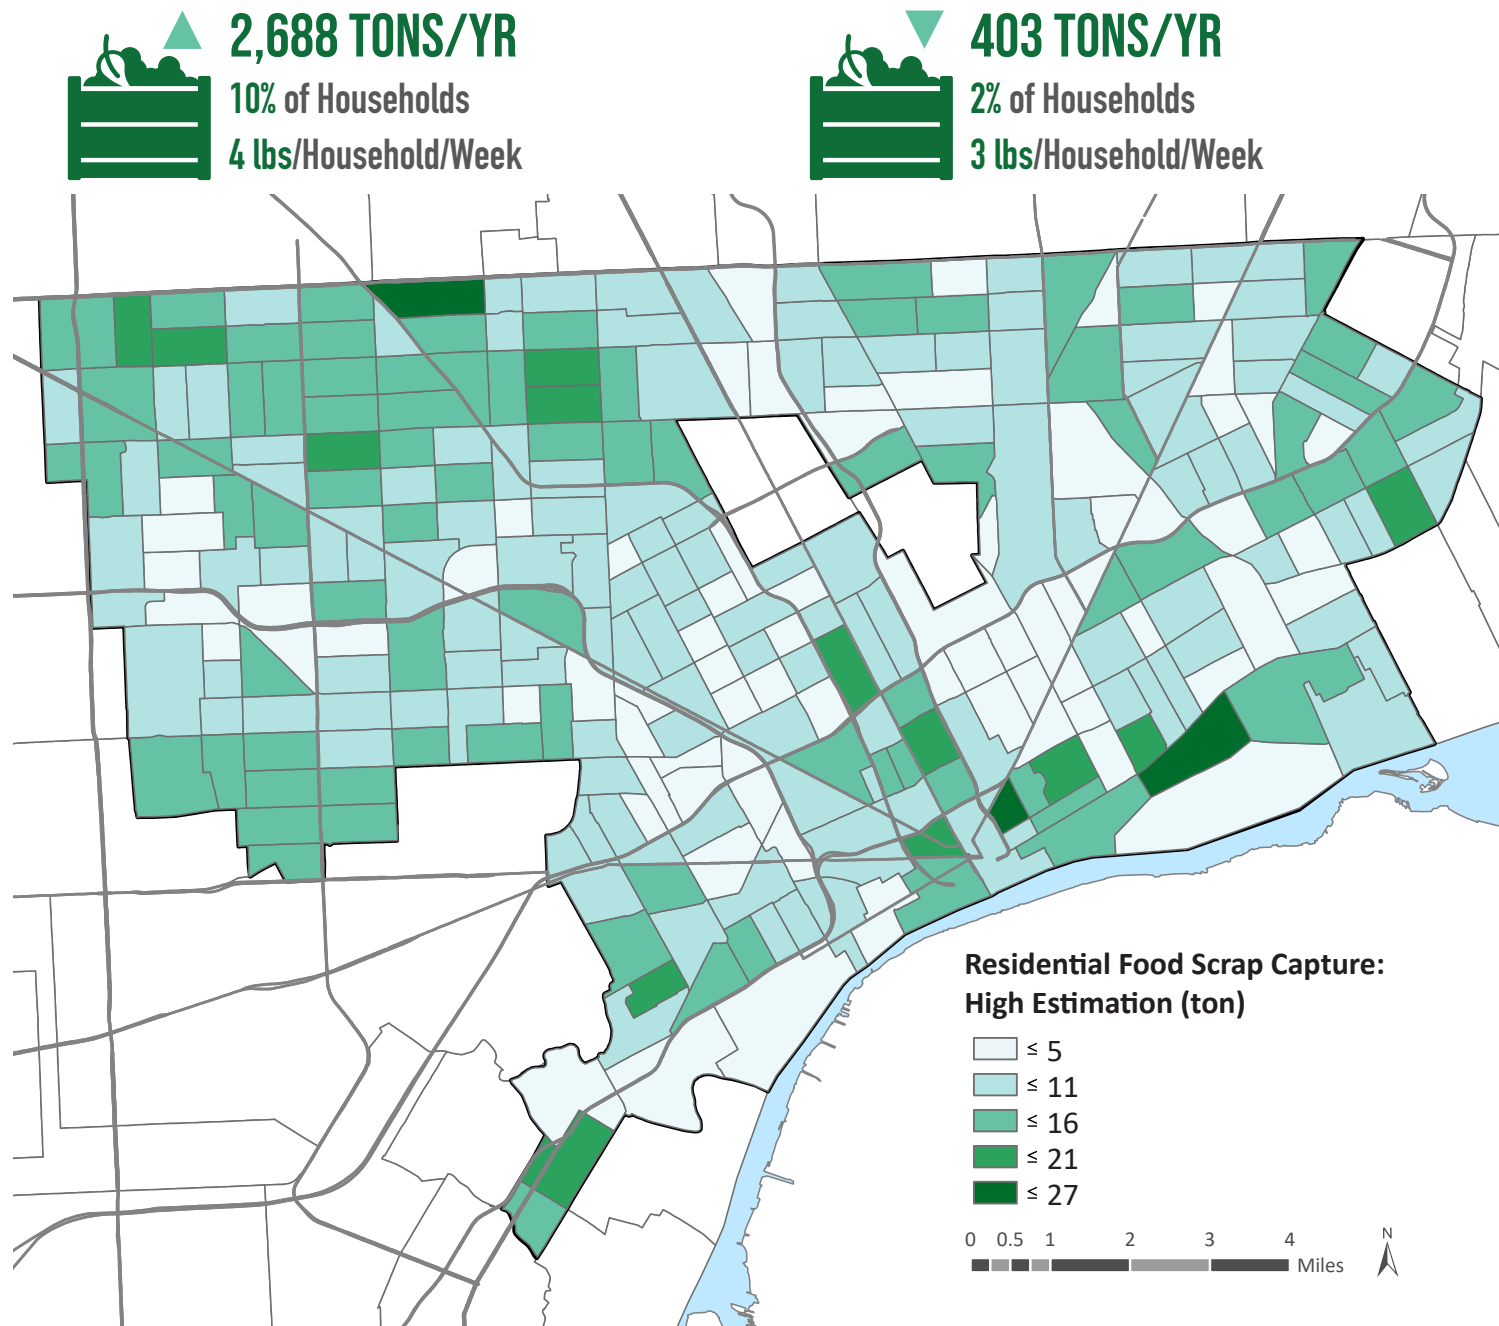 2,688 TONS/YR
10% of Households
4 lbs/Household/Week
403 TONS/YR
2% of Households
3 lbs/Household/Week
Residential Food Scrap Capture:
High Estimation (ton)
≤ 5
≤ 11
≤ 16
≤ 21
≤ 27
0 0.5 1 2 3 4
Miles
N